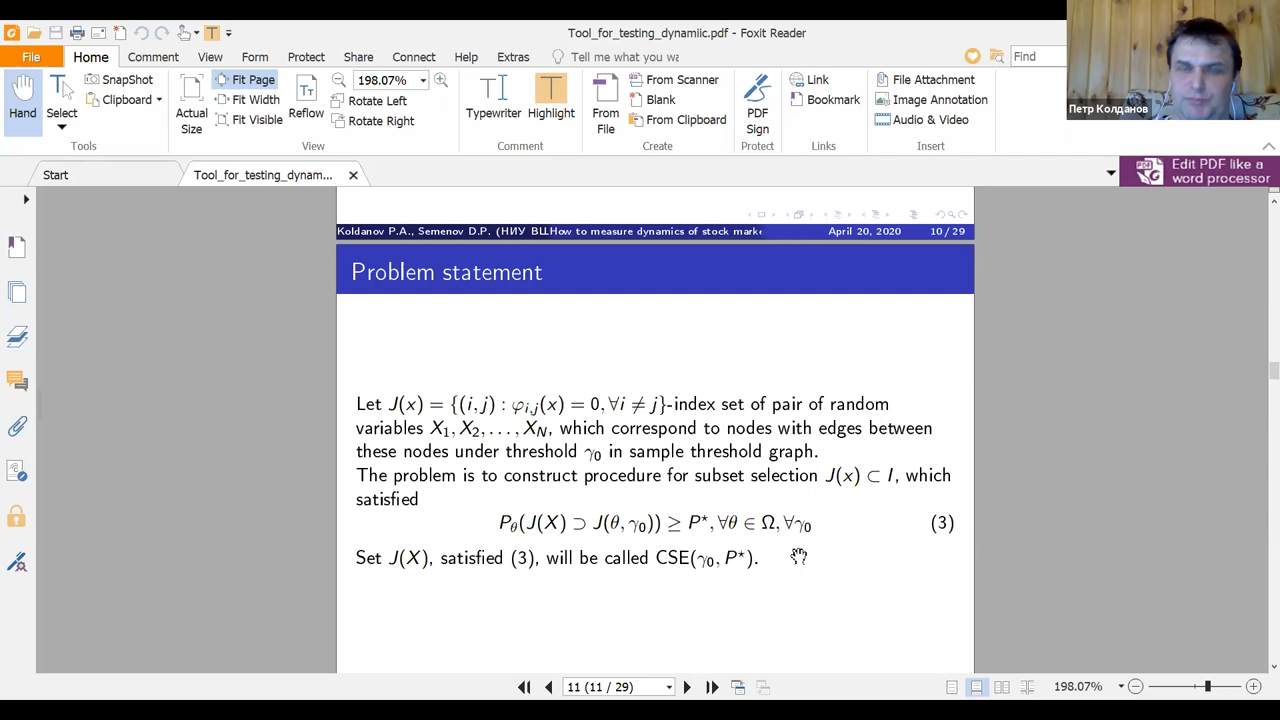 Tool_for_testing_dynamiic.pdf - Foxit Reader
File Home Comment View Form Protect Share Connect Help Extras Tell me what you wa Find
Hand
Select
SnapShot
Clipboard
Tools
Actual Size
Fit Page
Fit Width
Fit Visible
Reflow
198.07%
Rotate Left
Rotate Right
View
Typewriter
Highlight
Comment
From File
From Scanner
Blank
From Clipboard
Create
PDF Sign
Protect
Link
Bookmark
Links
File Attachment
Image Annotation
Audio & Video
Insert
Петр Колданов
Start
Tool_for_testing_dynam...
Edit PDF like a
word processor
Koldanov P.A., Semenov D.P. (НИУ ВШ How to measure dynamics of stock marke April 20, 2020 10 / 29
Problem statement
Let J(x) = {(i, j) : φ_{i,j}(x) = 0, ∀i ≠ j}-index set of pair of random
variables X₁, X₂, . . . , X_N, which correspond to nodes with edges between
these nodes under threshold γ₀ in sample threshold graph.
The problem is to construct procedure for subset selection J(x) ⊂ I, which
satisfied
P_θ(J(X) ⊃ J(θ, γ₀)) ≥ P*, ∀θ ∈ Ω, ∀γ₀ (3)
Set J(X), satisfied (3), will be called CSE(γ₀, P*).
11 (11 / 29)
198.07%